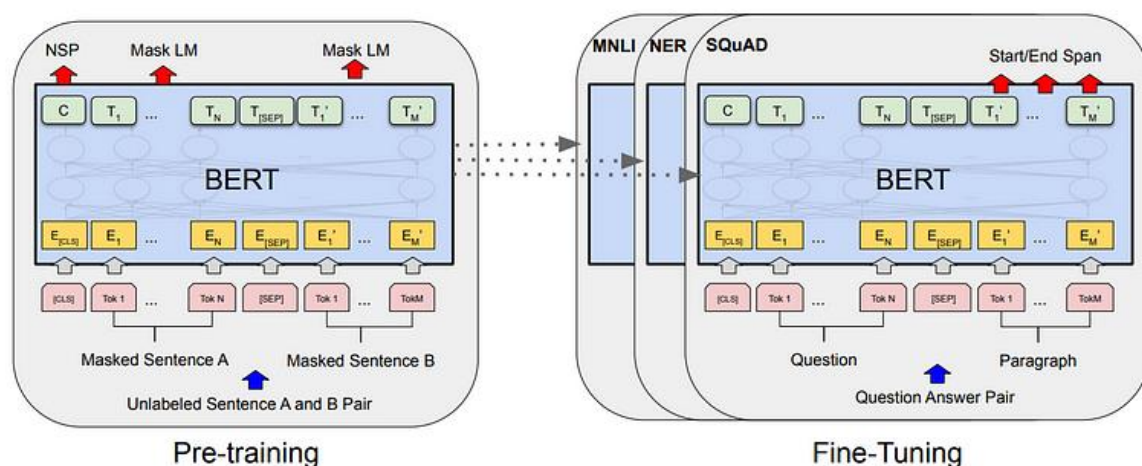 NSP Mask LM Mask LM
C T1 ... TN T[SEP] T1' ... TM'
BERT
E[CLS] E1 ... EN E[SEP] E1' ... EM'
[CLS] Tok 1 ... Tok N [SEP] Tok 1 ... TokM
Masked Sentence A Masked Sentence B
Unlabeled Sentence A and B Pair
Pre-training
MNLI NER SQuAD
Start/End Span
C T1 ... TN T[SEP] T1' ... TM'
BERT
E[CLS] E1 ... EN E[SEP] E1' ... EM'
[CLS] Tok 1 ... Tok N [SEP] Tok 1 ... TokM
Question Paragraph
Question Answer Pair
Fine-Tuning